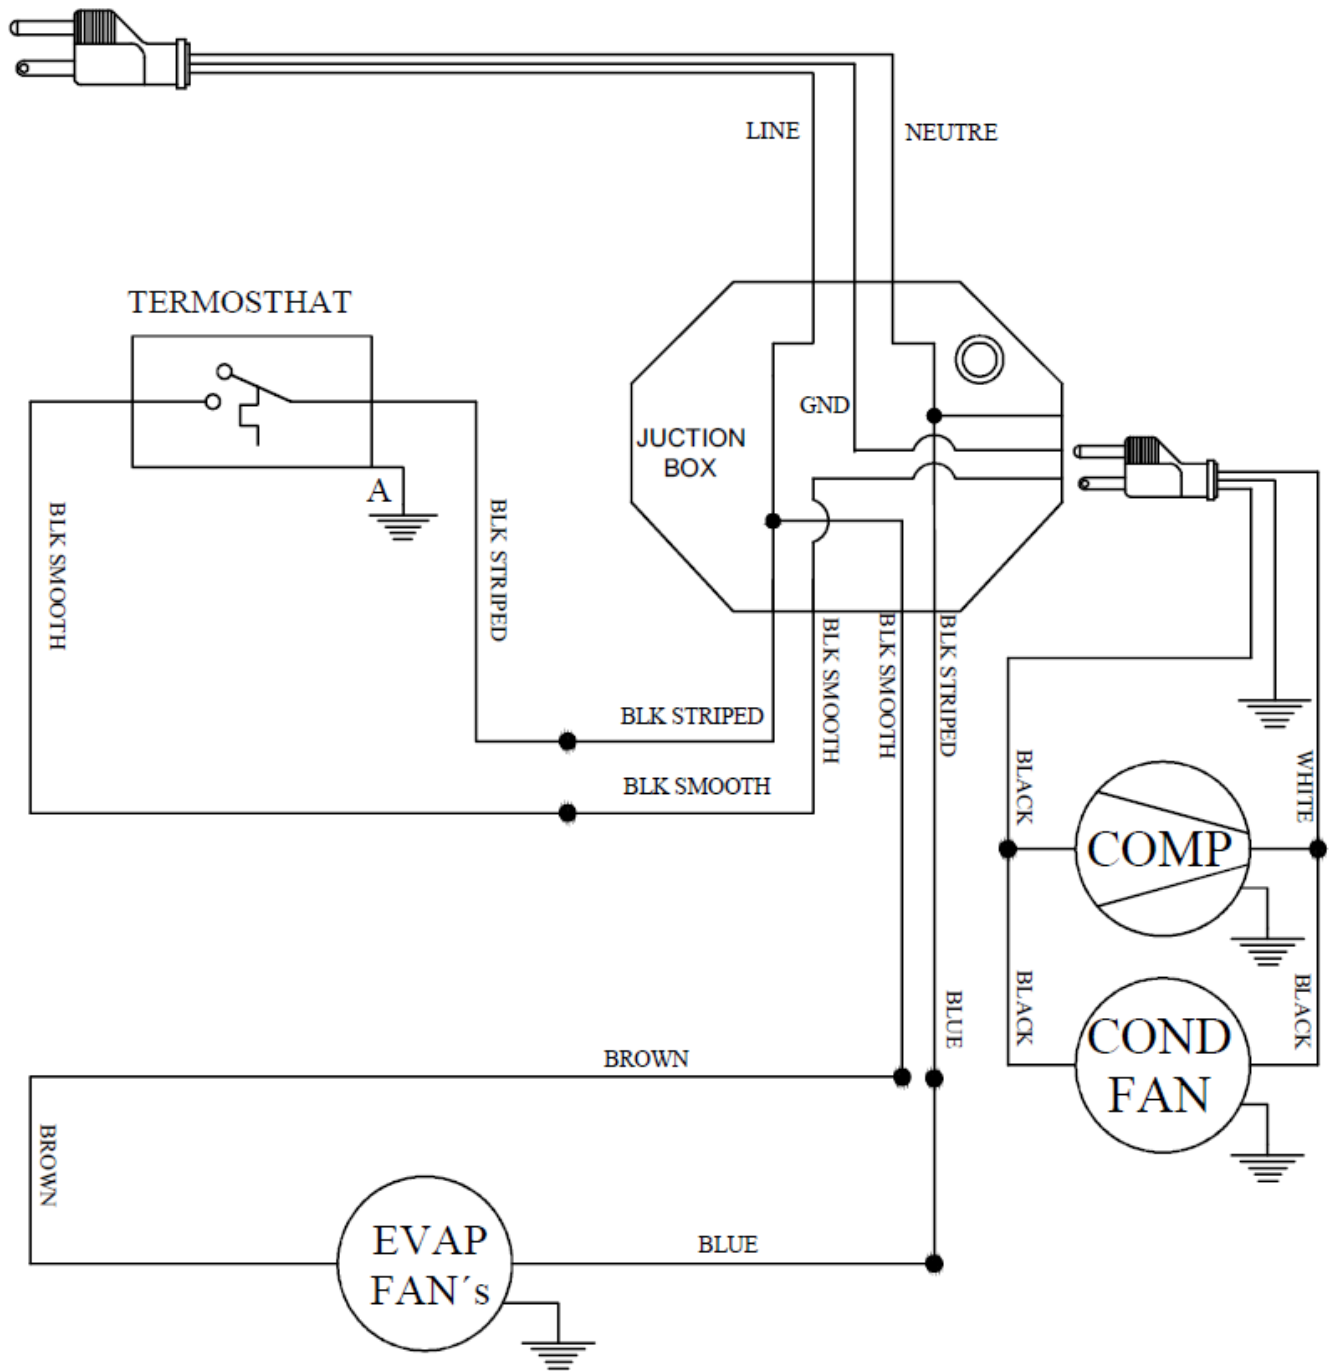 LINE
NEUTRE
TERMOSTHAT
GND
JUCTION
BOX
A
BLK SMOOTH
BLK STRIPED
BLK STRIPED
BLK SMOOTH
BLK SMOOTH
BLK SMOOTH
BLK STRIPED
BLACK
WHITE
COMP
BLUE
BLACK
BLACK
COND
FAN
BROWN
BROWN
EVAP
FAN´s
BLUE